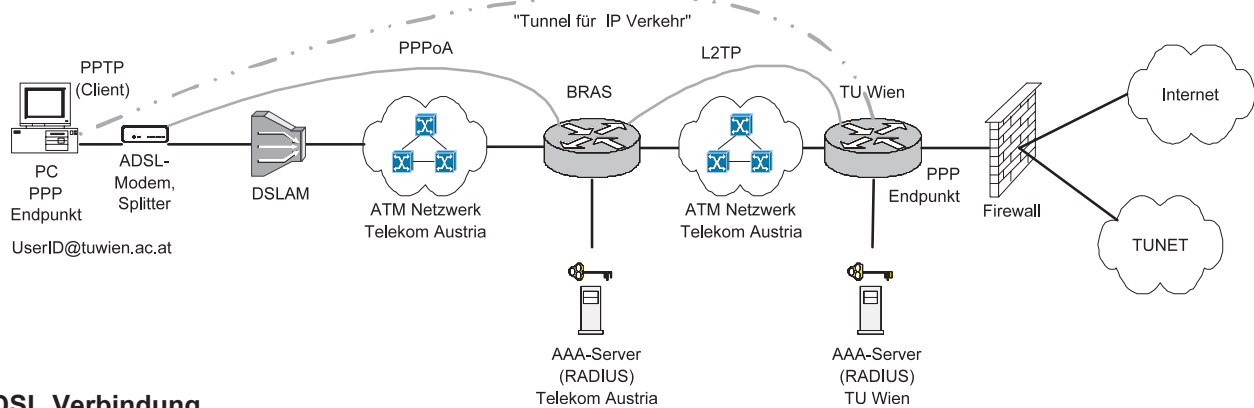 "Tunnel für IP Verkehr"
PPTP
(Client)
PPPoA
L2TP
BRAS
TU Wien
Internet
PC
PPP
Endpunkt
ADSL-
Modem,
Splitter
DSLAM
ATM Netzwerk
Telekom Austria
ATM Netzwerk
Telekom Austria
PPP
Endpunkt
Firewall
TUNET
UserID@tuwien.ac.at
AAA-Server
(RADIUS)
Telekom Austria
AAA-Server
(RADIUS)
TU Wien
Verbindung